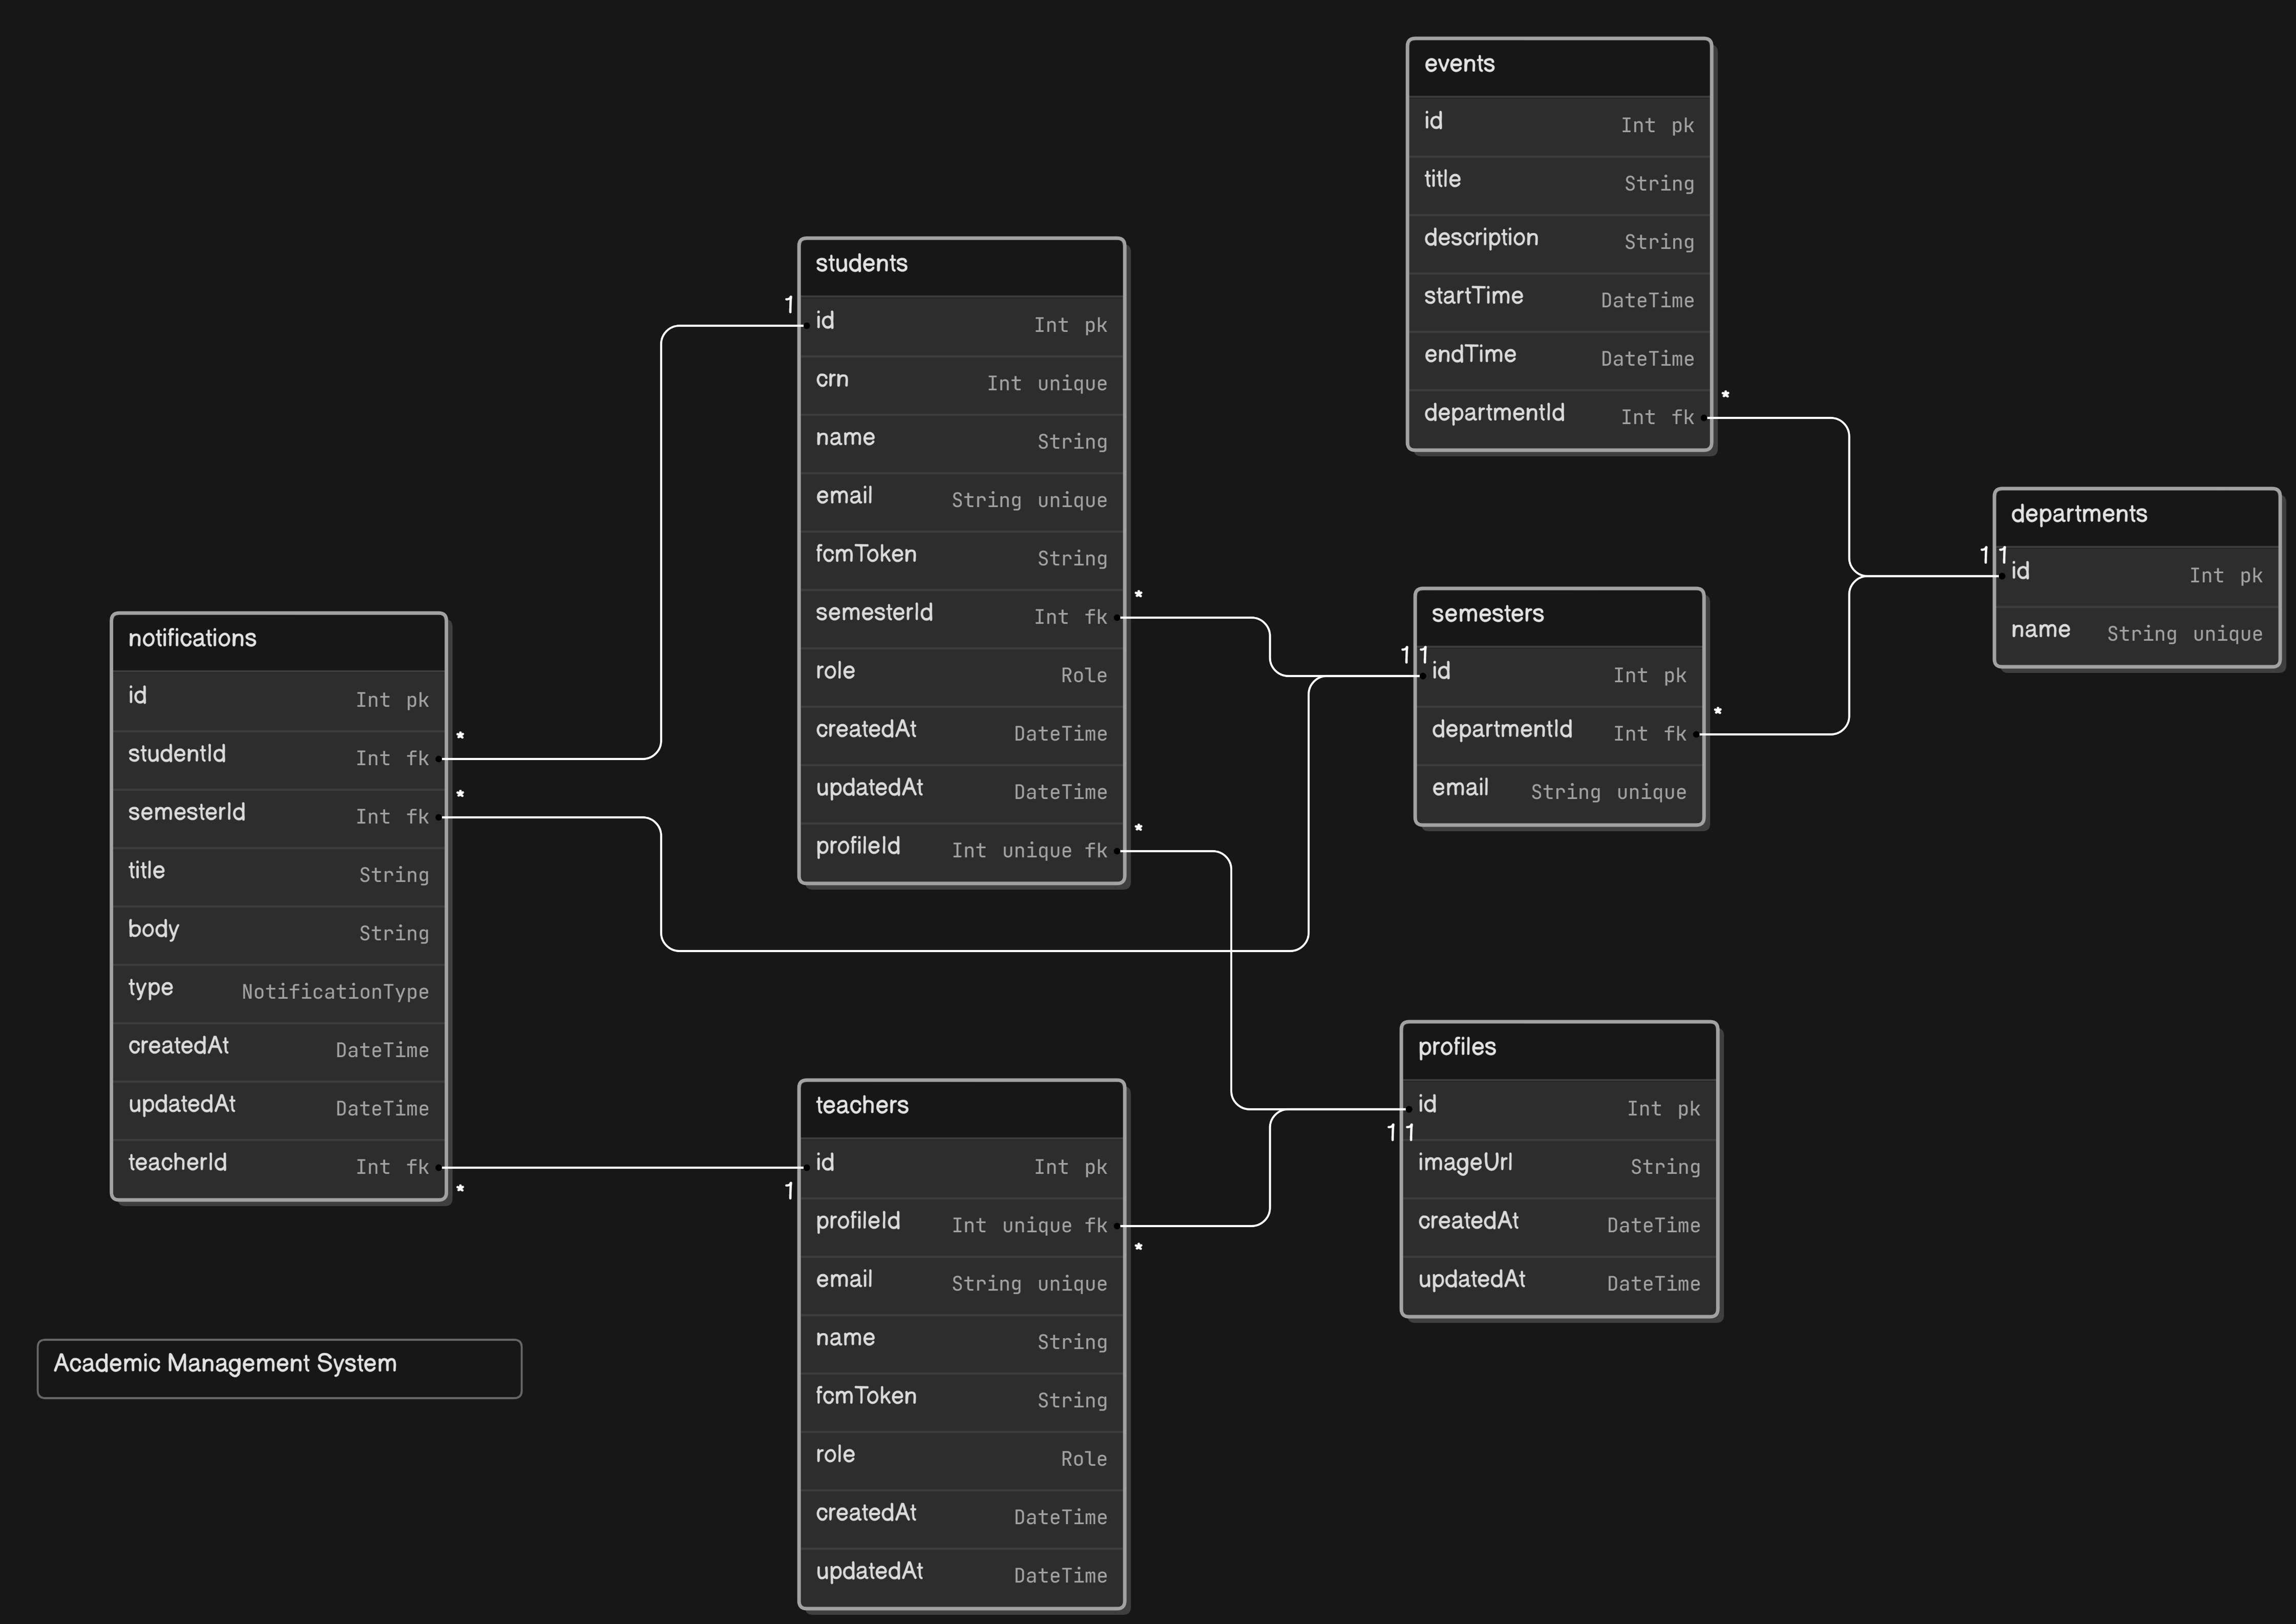 events
id Int pk
title String
description String
startTime DateTime
endTime DateTime
departmentId Int fk
*
students
1
id Int pk
crn Int unique
name String
email String unique
fcmToken String
semesterId Int fk
*
role Role
createdAt DateTime
updatedAt DateTime
profileId Int unique fk
*
departments
1 1
id Int pk
name String unique
semesters
1 1
id Int pk
departmentId Int fk
*
email String unique
notifications
id Int pk
studentId Int fk
*
semesterId Int fk
*
title String
body String
type NotificationType
createdAt DateTime
updatedAt DateTime
teacherId Int fk
*
profiles
id Int pk
1 1
imageUrl String
createdAt DateTime
updatedAt DateTime
teachers
id Int pk
1
profileId Int unique fk
*
email String unique
name String
fcmToken String
role Role
createdAt DateTime
updatedAt DateTime
Academic Management System